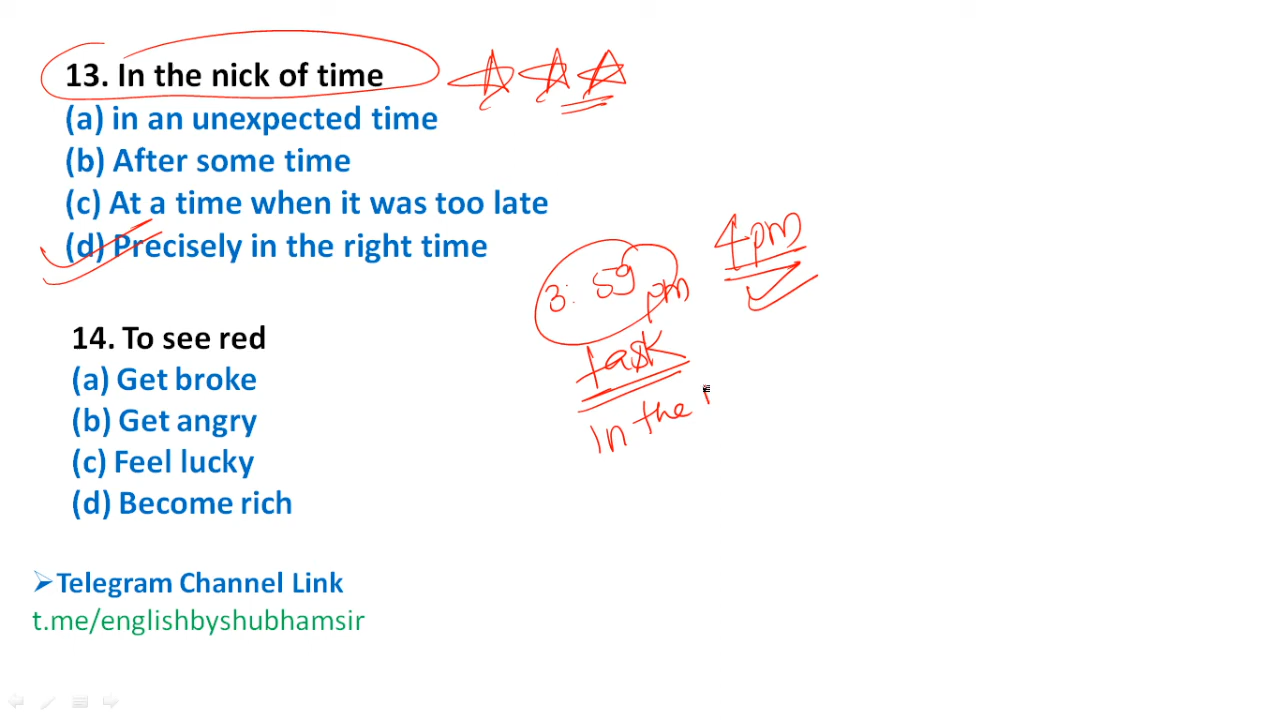 13. In the nick of time
(a) in an unexpected time
(b) After some time
(c) At a time when it was too late
(d) Precisely in the right time
4pm
3:59 pm
task
In the
14. To see red
(a) Get broke
(b) Get angry
(c) Feel lucky
(d) Become rich
➢Telegram Channel Link
t.me/englishbyshubhamsir